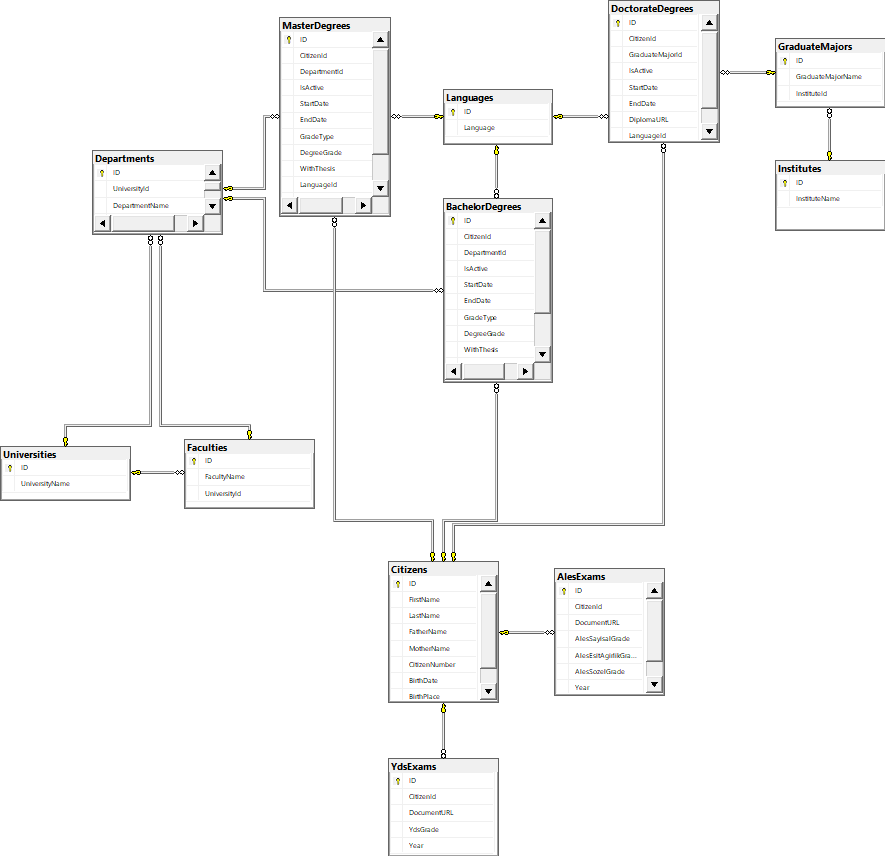 MasterDegrees
ID
CitizenId
DepartmentId
IsActive
StartDate
EndDate
GradeType
DegreeGrade
WithThesis
LanguageId
DoctorateDegrees
ID
CitizenId
GraduateMajorId
IsActive
StartDate
EndDate
DiplomaURL
LanguageId
GraduateMajors
ID
GraduateMajorName
InstituteId
Languages
ID
Language
Departments
ID
UniversityId
DepartmentName
Institutes
ID
InstituteName
BachelorDegrees
ID
CitizenId
DepartmentId
IsActive
StartDate
EndDate
GradeType
DegreeGrade
WithThesis
Universities
ID
UniversityName
Faculties
ID
FacultyName
UniversityId
Citizens
ID
FirstName
LastName
FatherName
MotherName
CitizenNumber
BirthDate
BirthPlace
AlesExams
ID
CitizenId
DocumentURL
AlesSayisalGrade
AlesEsitAgirlikGra...
AlesSozelGrade
Year
YdsExams
ID
CitizenId
DocumentURL
YdsGrade
Year